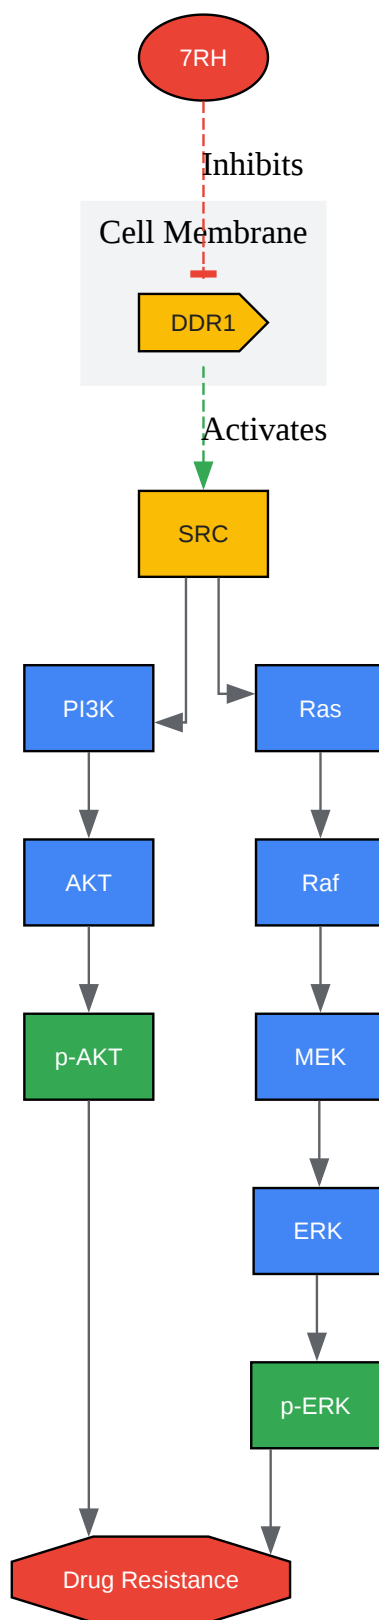 7RH
Inhibits
Cell Membrane
DDR1
Activates
SRC
PI3K
Ras
AKT
Raf
p-AKT
MEK
ERK
p-ERK
Drug Resistance